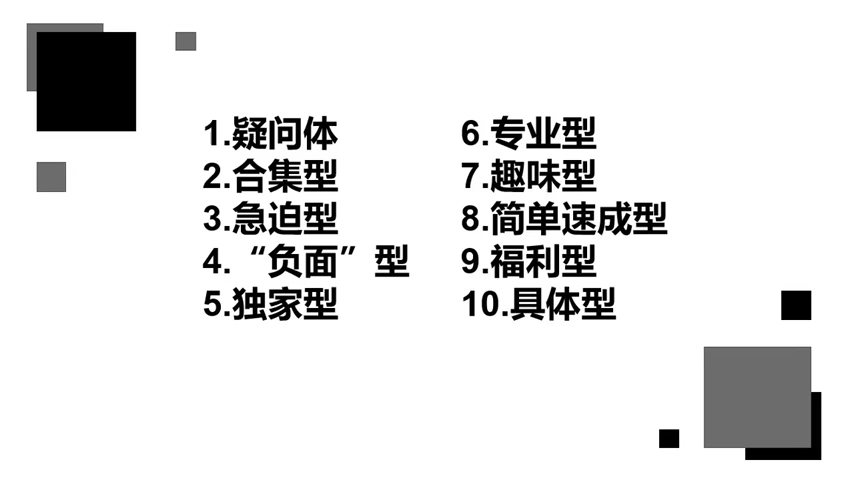 1.疑问体
2.合集型
3.急迫型
4.“负面”型
5.独家型
6.专业型
7.趣味型
8.简单速成型
9.福利型
10.具体型